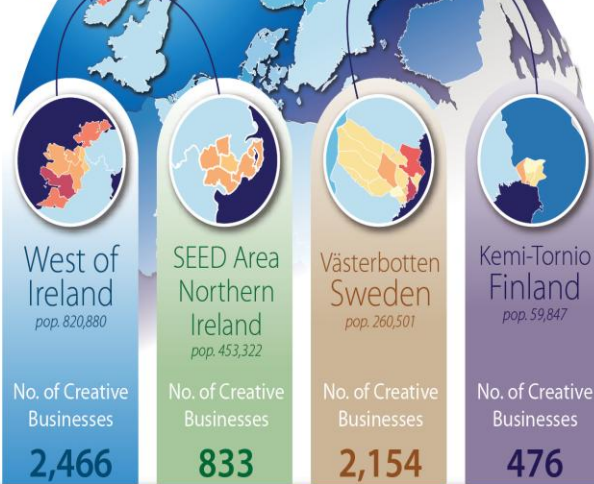 West of
Ireland
pop. 820,880
No. of Creative
Businesses
2,466
SEED Area
Northern
Ireland
pop. 453,322
No. of Creative
Businesses
833
Västerbotten
Sweden
pop. 260,501
No. of Creative
Businesses
2,154
Kemi-Tornio
Finland
pop. 59,847
No. of Creative
Businesses
476